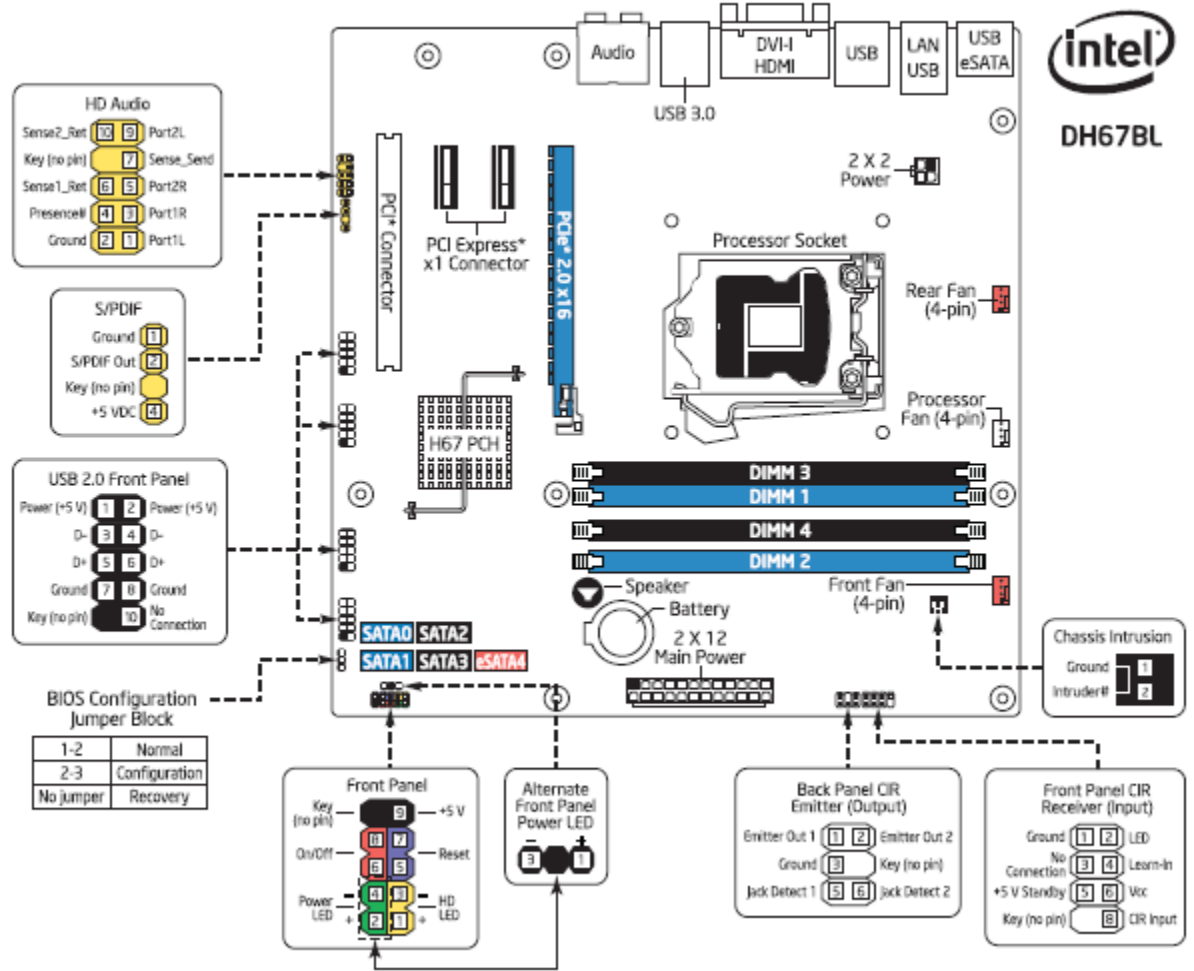 Audio
USB 3.0
DVI-I
HDMI
USB
LAN
USB
USB
eSATA
intel
DH67BL
HD Audio
Sense2_Ret 10 9 Port2L
Key (no pin) 7 Sense_Send
Sense1_Ret 6 5 Port2R
Presence# 4 3 Port1R
Ground 2 1 Port1L
S/PDIF
Ground 1
S/PDIF Out 2
Key (no pin)
+5 VDC 4
USB 2.0 Front Panel
Power (+5 V) 1 2 Power (+5 V)
D- 3 4 D-
D+ 5 6 D+
Ground 7 8 Ground
Key (no pin) 10 No
Connection
BIOS Configuration
Jumper Block
1-2 Normal
2-3 Configuration
No jumper Recovery
PCI* Connector
PCI Express*
x1 Connector
PCIe* 2.0 x16
2 X 2
Power
Processor Socket
Rear Fan
(4-pin)
Processor
Fan (4-pin)
H67 PCH
DIMM 3
DIMM 1
DIMM 4
DIMM 2
Speaker
Battery
Front Fan
(4-pin)
2 X 12
Main Power
SATA0 SATA2
SATA1 SATA3 eSATA4
Chassis Intrusion
Ground 1
Intruder# 2
Front Panel
Key
(no pin) 9 +5 V
On/Off 8 7 Reset
6 5
Power
LED - 4 3 - HD
LED
+ 2 1 +
Alternate
Front Panel
Power LED
- +
3 1
Back Panel CIR
Emitter (Output)
Emitter Out 1 1 2 Emitter Out 2
Ground 3 Key (no pin)
Jack Detect 1 5 6 Jack Detect 2
Front Panel CIR
Receiver (Input)
Ground 1 2 LED
No
Connection 3 4 Learn-In
+5 V Standby 5 6 Vcc
Key (no pin) 8 CIR Input